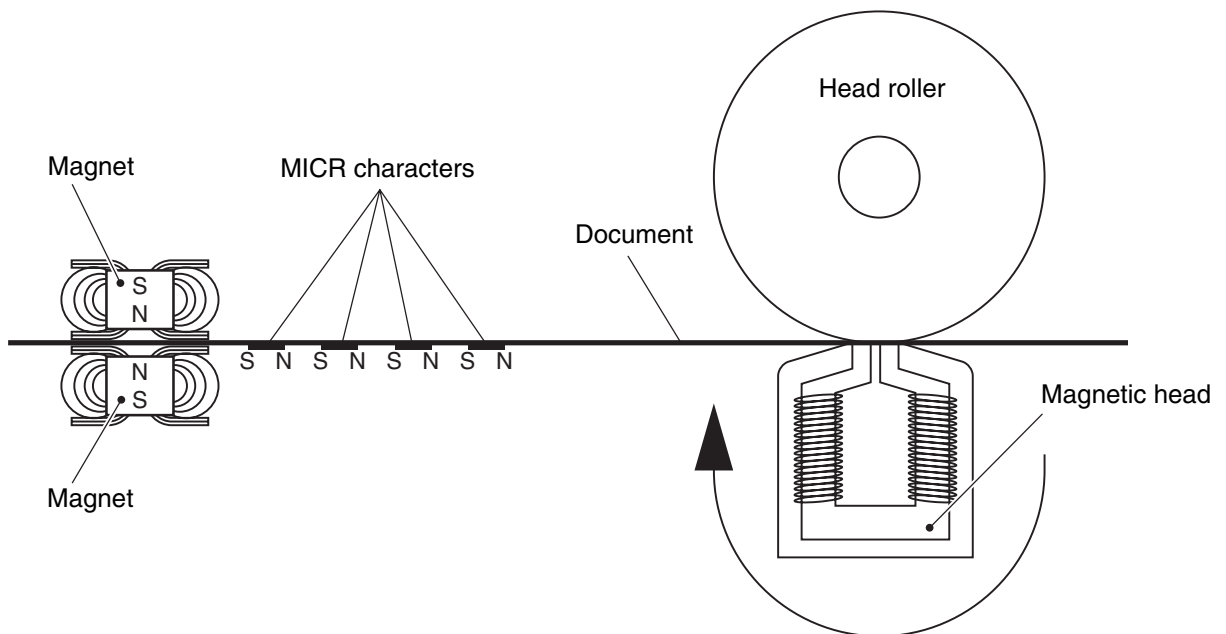 Head roller
Magnet
MICR characters
Document
S
N
S N S N S N S N
N
S
Magnetic head
Magnet